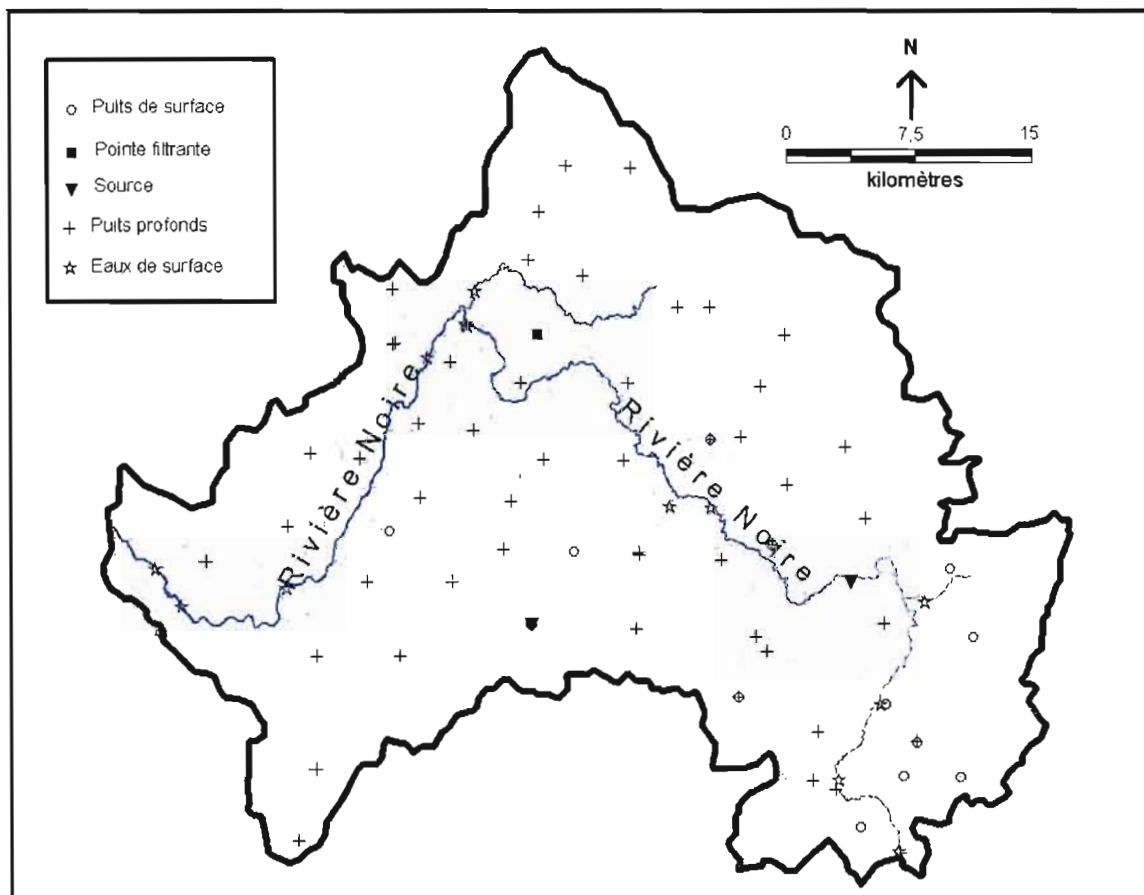 Puits de surface
Pointe filtrante
Source
Puits profonds
Eaux de surface
N
0 7,5 15
kilomètres
Rivière Noire
Rivière Noire